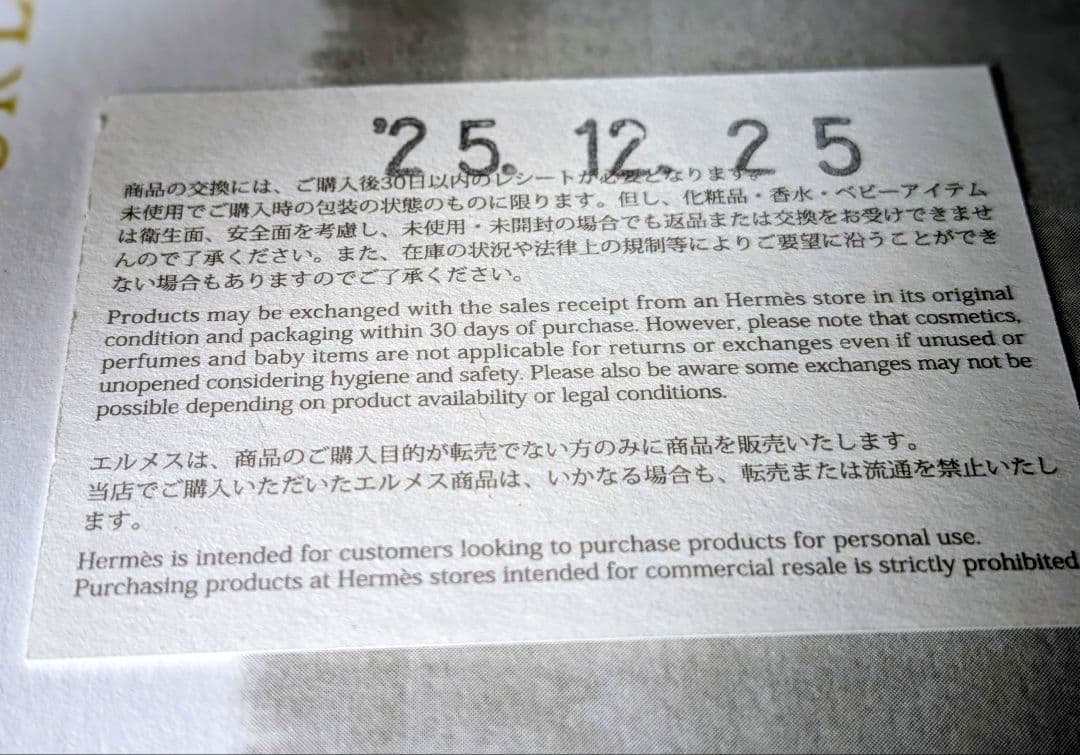 '25.12.25
商品の交換には、ご購入後30日以内のレシートが必要となります。
未使用でご購入時の包装の状態のものに限ります。但し、化粧品・香水・ベビーアイテム
は衛生面、安全面を考慮し、未使用・未開封の場合でも返品または交換をお受けできませ
んので了承ください。また、在庫の状況や法律上の規制等によりご要望に沿うことができ
ない場合もありますのでご了承ください。
Products may be exchanged with the sales receipt from an Hermès store in its original
condition and packaging within 30 days of purchase. However, please note that cosmetics,
perfumes and baby items are not applicable for returns or exchanges even if unused or
unopened considering hygiene and safety. Please also be aware some exchanges may not be
possible depending on product availability or legal conditions.
エルメスは、商品のご購入目的が転売でない方のみに商品を販売いたします。
当店でご購入いただいたエルメス商品は、いかなる場合も、転売または流通を禁止いたし
ます。
Hermès is intended for customers looking to purchase products for personal use.
Purchasing products at Hermès stores intended for commercial resale is strictly prohibited